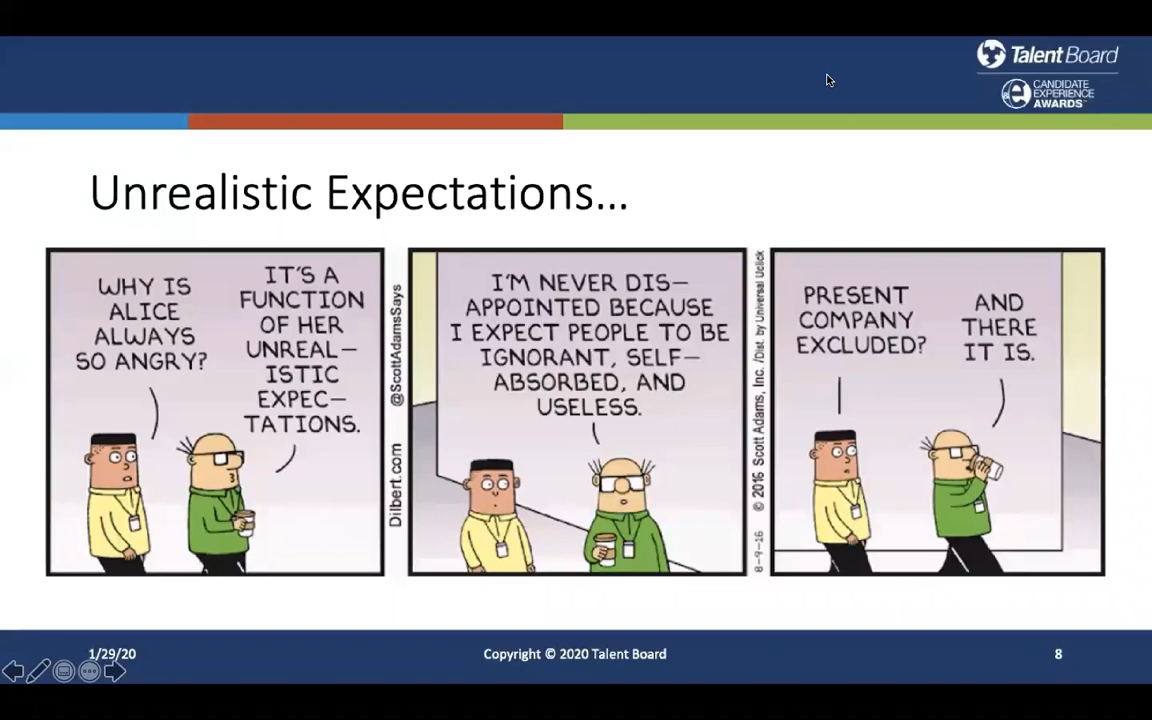 TalentBoard
CANDIDATE
EXPERIENCE
AWARDS
Unrealistic Expectations...
WHY IS
ALICE
ALWAYS
SO ANGRY?
IT'S A
FUNCTION
OF HER
UNREAL-
ISTIC
EXPEC-
TATIONS.
Dilbert.com
@ScottAdamsSays
I'M NEVER DIS-
APPOINTED BECAUSE
I EXPECT PEOPLE TO BE
IGNORANT, SELF-
ABSORBED, AND
USELESS.
8-9-16 © 2016 Scott Adams, Inc. /Dist. by Universal Uclick
PRESENT
COMPANY
EXCLUDED?
AND
THERE
IT IS.
1/29/20
Copyright © 2020 Talent Board
8